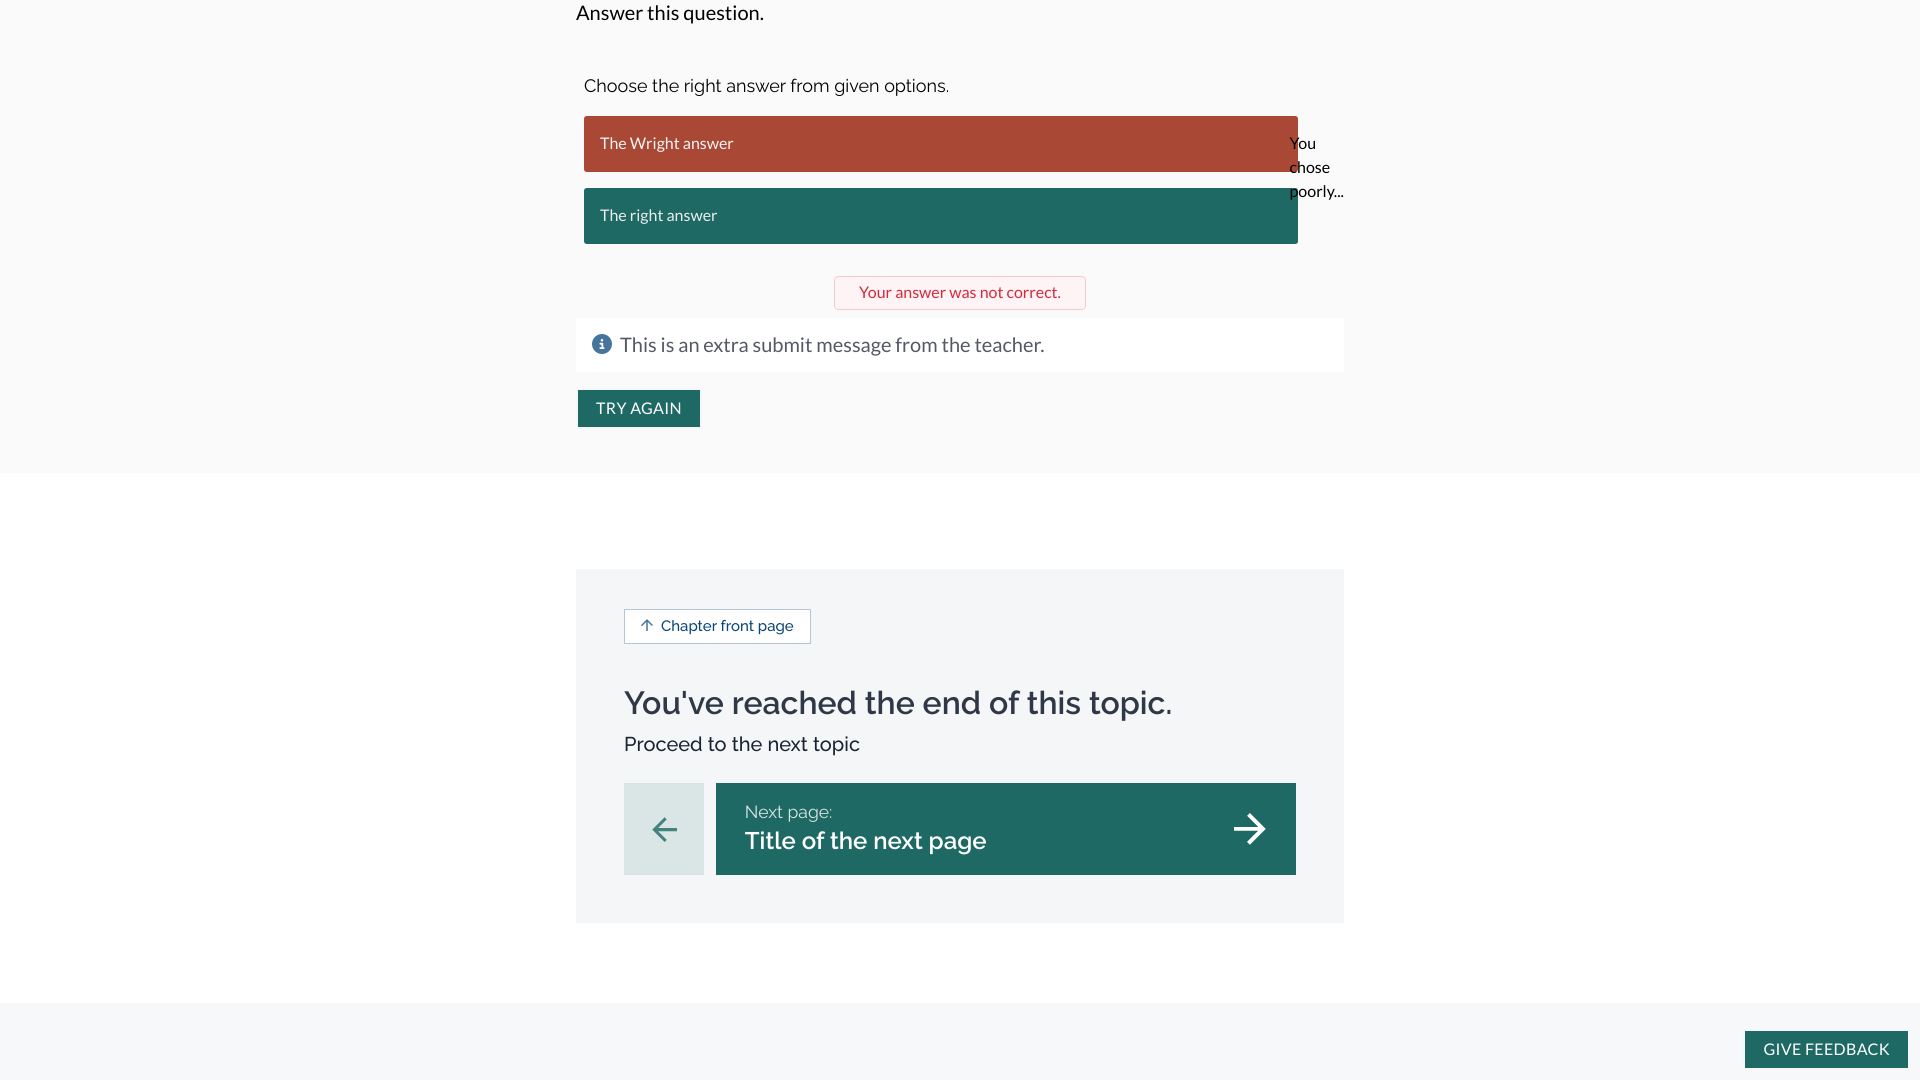 Answer this question.
Choose the right answer from given options.
The Wright answer
You
chose
poorly...
The right answer
Your answer was not correct.
This is an extra submit message from the teacher.
TRY AGAIN
Chapter front page
You've reached the end of this topic.
Proceed to the next topic
Next page:
Title of the next page
GIVE FEEDBACK